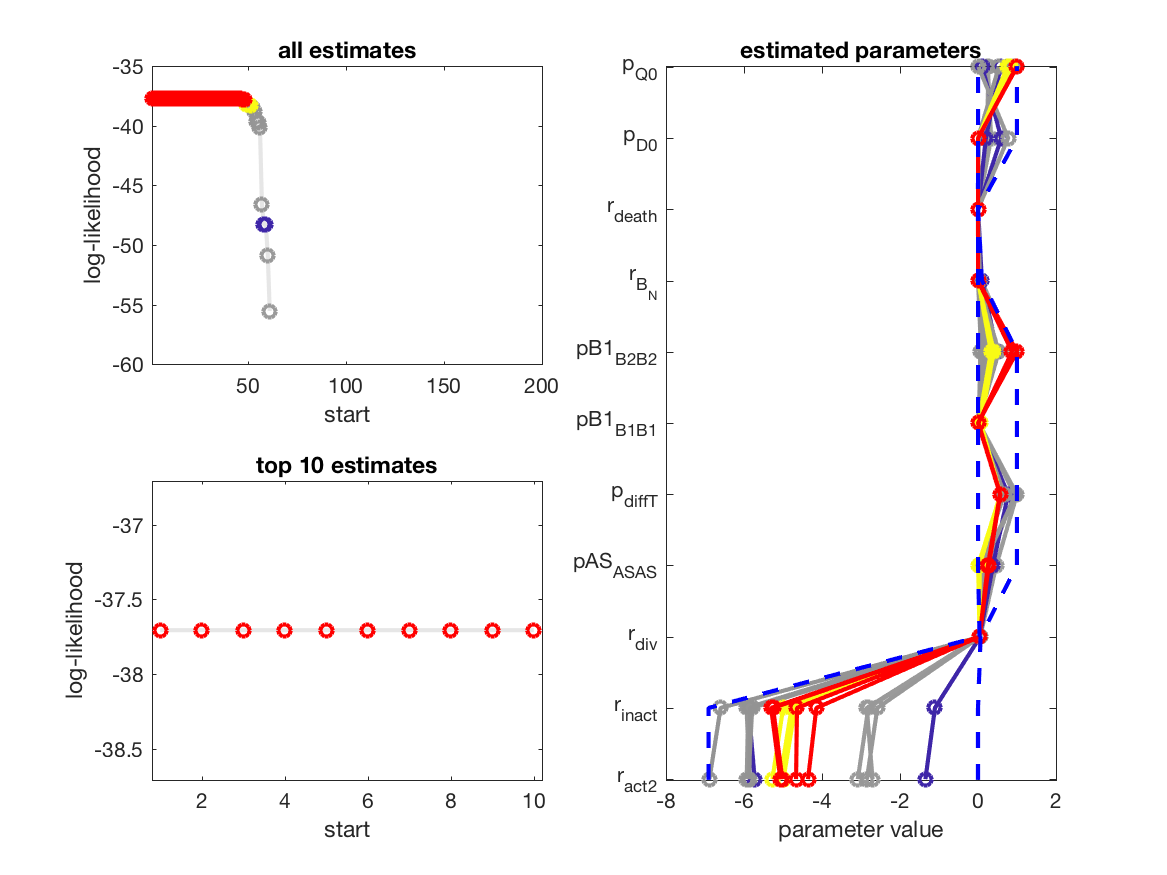 all estimates
-35
-40
-45
-50
-55
-60
50
100
150
200
log-likelihood
start
top 10 estimates
-37
-37.5
-38
-38.5
2
4
6
8
10
log-likelihood
start
estimated parameters
pQ0
pD0
rdeath
rBN
pB1B2B2
pB1B1B1
pdiffT
pASASAS
rdiv
rinact
ract2
-8
-6
-4
-2
0
2
parameter value